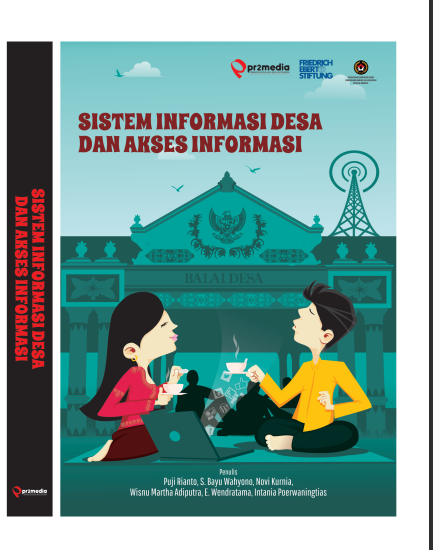 SISTEM INFORMASI DESA
DAN AKSES INFORMASI
pr2media
pr2media
FRIEDRICH
EBERT
STIFTUNG
SISTEM INFORMASI DESA
DAN AKSES INFORMASI
BALAI DESA
Penulis
Puji Rianto, S. Bayu Wahyono, Novi Kurnia,
Wisnu Martha Adiputra, E. Wendratama, Intania Poerwaningtias